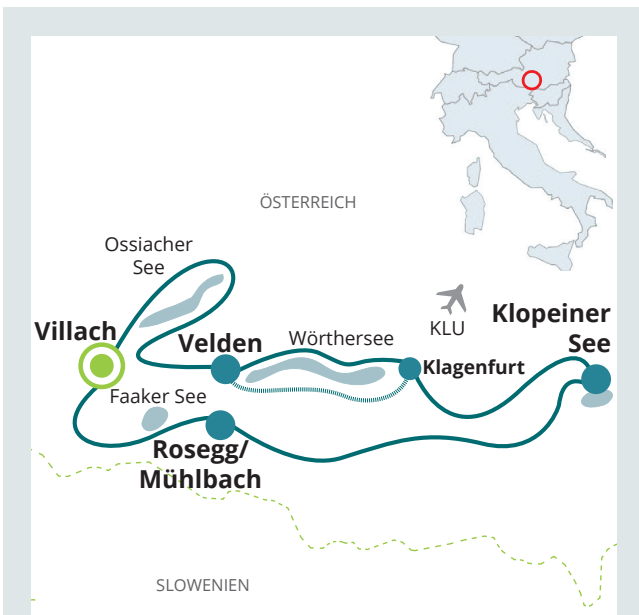 ÖSTERREICH
Ossiacher
See
Villach
Velden
Wörthersee
KLU
Klopeiner
See
Klagenfurt
Faaker See
Rosegg/
Mühlbach
SLOWENIEN